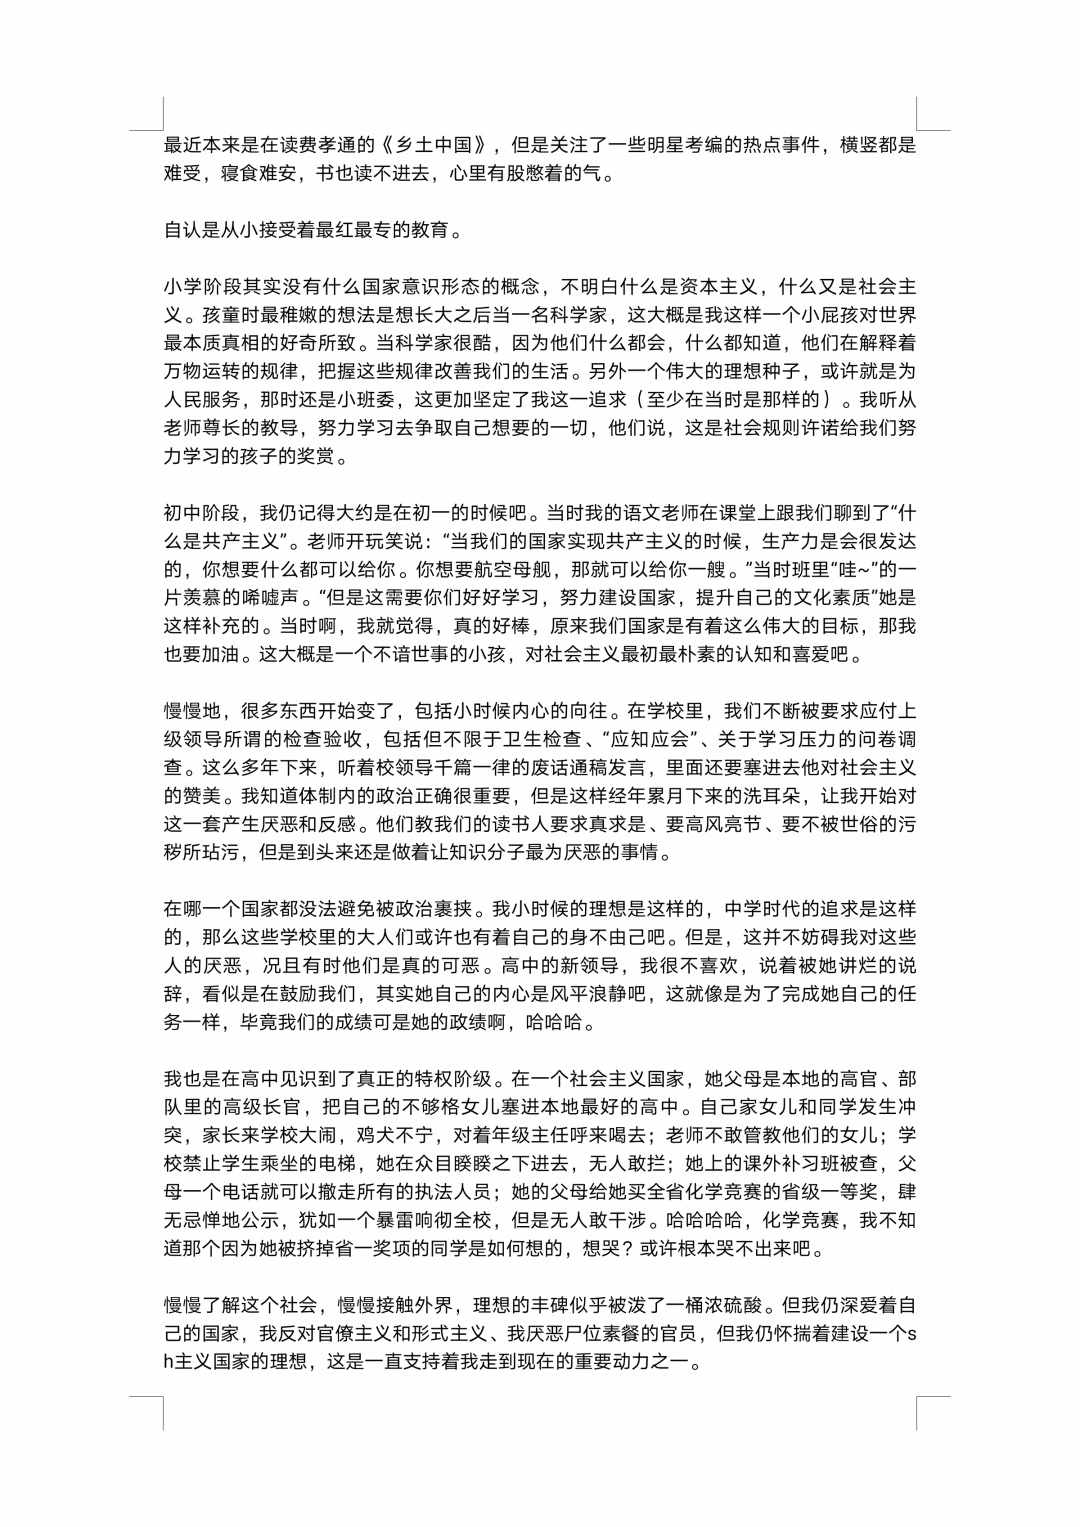 最近本来是在读费孝通的《乡土中国》，但是关注了一些明星考编的热点事件，横竖都是
难受，寝食难安，书也读不进去，心里有股憋着的气。
自认是从小接受着最红最专的教育。
小学阶段其实没有什么国家意识形态的概念，不明白什么是资本主义，什么又是社会主
义。孩童时最稚嫩的想法是想长大之后当一名科学家，这大概是我这样一个小屁孩对世界
最本质真相的好奇所致。当科学家很酷，因为他们什么都会，什么都知道，他们在解释着
万物运转的规律，把握这些规律改善我们的生活。另外一个伟大的理想种子，或许就是为
人民服务，那时还是小班委，这更加坚定了我这一追求（至少在当时是那样的）。我听从
老师尊长的教导，努力学习去争取自己想要的一切，他们说，这是社会规则许诺给我们努
力学习的孩子的奖赏。
初中阶段，我仍记得大约是在初一的时候吧。当时我的语文老师在课堂上跟我们聊到了“什
么是共产主义”。老师开玩笑说：“当我们的国家实现共产主义的时候，生产力是会很发达
的，你想要什么都可以给你。你想要航空母舰，那就可以给你一艘。”当时班里“哇~”的一
片羡慕的唏嘘声。“但是这需要你们好好学习，努力建设国家，提升自己的文化素质”她是
这样补充的。当时啊，我就觉得，真的好棒，原来我们国家是有着这么伟大的目标，那我
也要加油。这大概是一个不谙世事的小孩，对社会主义最初最朴素的认知和喜爱吧。
慢慢地，很多东西开始变了，包括小时候内心的向往。在学校里，我们不断被要求应付上
级领导所谓的检查验收，包括但不限于卫生检查、“应知应会”、关于学习压力的问卷调
查。这么多年下来，听着校领导千篇一律的废话通稿发言，里面还要塞进去他对社会主义
的赞美。我知道体制内的政治正确很重要，但是这样经年累月下来的洗耳朵，让我开始对
这一套产生厌恶和反感。他们教我们的读书人要求真求是、要高风亮节、要不被世俗的污
秽所玷污，但是到头来还是做着让知识分子最为厌恶的事情。
在哪一个国家都没法避免被政治裹挟。我小时候的理想是这样的，中学时代的追求是这样
的，那么这些学校里的大人们或许也有着自己的身不由己吧。但是，这并不妨碍我对这些
人的厌恶，况且有时他们是真的可恶。高中的新领导，我很不喜欢，说着被她讲烂的说
辞，看似是在鼓励我们，其实她自己的内心是风平浪静吧，这就像是为了完成她自己的任
务一样，毕竟我们的成绩可是她的政绩啊，哈哈哈。
我也是在高中见识到了真正的特权阶级。在一个社会主义国家，她父母是本地的高官、部
队里的高级长官，把自己的不够格女儿塞进本地最好的高中。自己家女儿和同学发生冲
突，家长来学校大闹，鸡犬不宁，对着年级主任呼来喝去；老师不敢管教他们的女儿；学
校禁止学生乘坐的电梯，她在众目睽睽之下进去，无人敢拦；她上的课外补习班被查，父
母一个电话就可以撤走所有的执法人员；她的父母给她买全省化学竞赛的省级一等奖，肆
无忌惮地公示，犹如一个暴雷响彻全校，但是无人敢干涉。哈哈哈哈，化学竞赛，我不知
道那个因为她被挤掉省一奖项的同学是如何想的，想哭？或许根本哭不出来吧。
慢慢了解这个社会，慢慢接触外界，理想的丰碑似乎被泼了一桶浓硫酸。但我仍深爱着自
己的国家，我反对官僚主义和形式主义、我厌恶尸位素餐的官员，但我仍怀揣着建设一个s
h主义国家的理想，这是一直支持着我走到现在的重要动力之一。